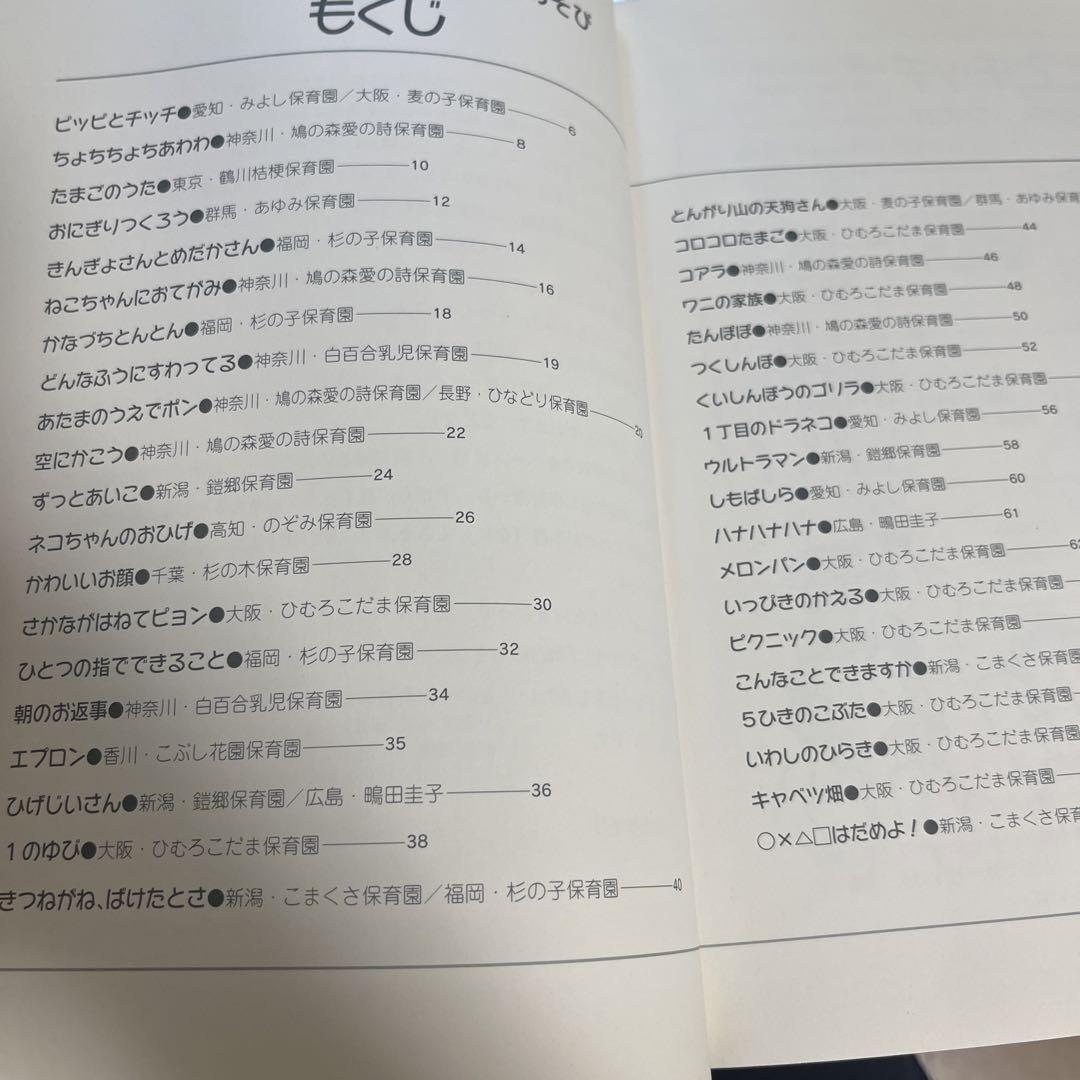 そび
もくじ
ピッピとチッチ●愛知・みよし保育園／大阪・麦の子保育園 6
ちょちちょちあわわ●神奈川・鳩の森愛の詩保育園 8
たまごのうた●東京・鶴川桔梗保育園 10
おにぎりつくろう●群馬・あゆみ保育園 12
きんぎょさんとめだかさん●福岡・杉の子保育園 14
ねこちゃんにおてがみ●神奈川・鳩の森愛の詩保育園 16
かなづちとんとん●福岡・杉の子保育園 18
どんなふうにすわってる●神奈川・白百合乳児保育園 19
あたまのうえでポン●神奈川・鳩の森愛の詩保育園／長野・ひなどり保育園 20
空にかこう●神奈川・鳩の森愛の詩保育園 22
ずっとあいこ●新潟・鎧郷保育園 24
ネコちゃんのおひげ●高知・のぞみ保育園 26
かわいいお顔●千葉・杉の木保育園 28
さかながはねてピヨン●大阪・ひむろこだま保育園 30
ひとつの指でできること●福岡・杉の子保育園 32
朝のお返事●神奈川・白百合乳児保育園 34
エプロン●香川・こぶし花園保育園 35
ひげじいさん●新潟・鎧郷保育園／広島・鴫田圭子 36
１のゆび●大阪・ひむろこだま保育園 38
きつねがね、ばけたとさ●新潟・こまくさ保育園／福岡・杉の子保育園 40
とんがり山の天狗さん●大阪・麦の子保育園／群馬・あゆみ保育
コロコロたまご●大阪・ひむろこだま保育園 44
コアラ●神奈川・鳩の森愛の詩保育園 46
ワニの家族●大阪・ひむろこだま保育園 48
たんぽぽ●神奈川・鳩の森愛の詩保育園 50
つくしんぼ●大阪・ひむろこだま保育園 52
くいしんぼうのゴリラ●大阪・ひむろこだま保育園
１丁目のドラネコ●愛知・みよし保育園 56
ウルトラマン●新潟・鎧郷保育園 58
しもばしら●愛知・みよし保育園 60
ハナハナハナ●広島・鴫田圭子 61
メロンパン●大阪・ひむろこだま保育園
いっぴきのかえる●大阪・ひむろこだま保育園
ピクニック●大阪・ひむろこだま保育園
こんなことできますか●新潟・こまくさ保育園
５ひきのこぶた●大阪・ひむろこだま保育園
いわしのひらき●大阪・ひむろこだま保育園
キャベツ畑●大阪・ひむろこだま保育園
○×△□はだめよ！●新潟・こまくさ保育